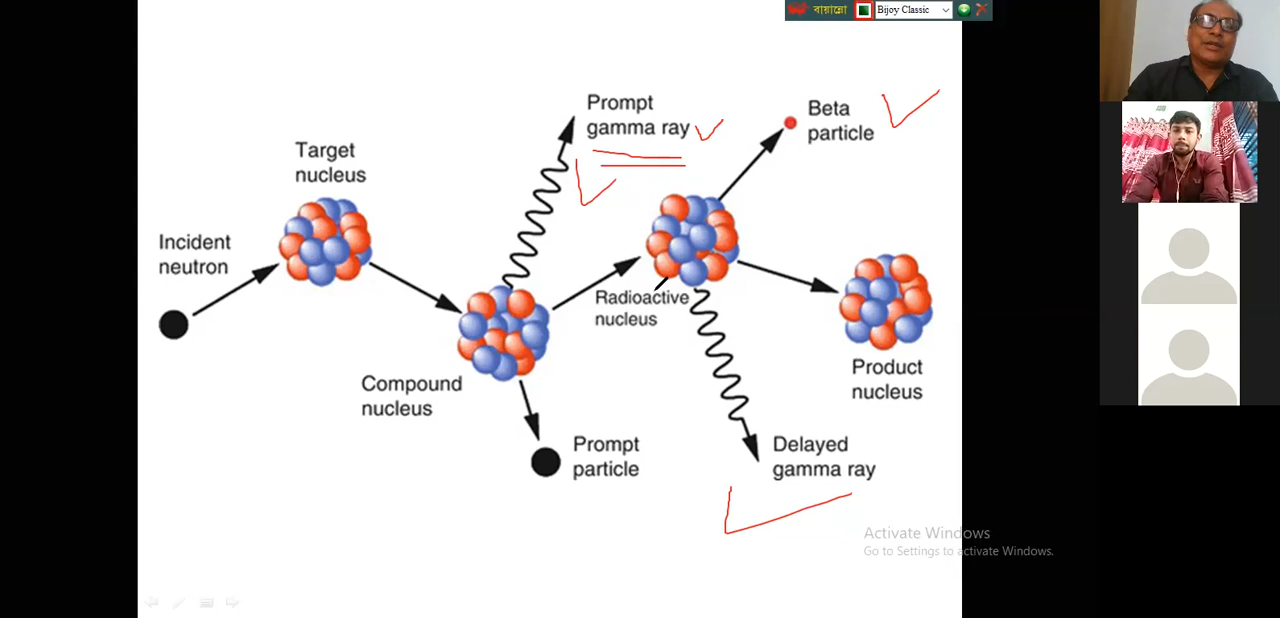 বায়ান্নো
Bijoy Classic
Prompt
gamma ray
Beta
particle
Target
nucleus
Incident
neutron
Radioactive
nucleus
Compound
nucleus
Product
nucleus
Prompt
particle
Delayed
gamma ray
Activate Windows
Go to Settings to activate Windows.